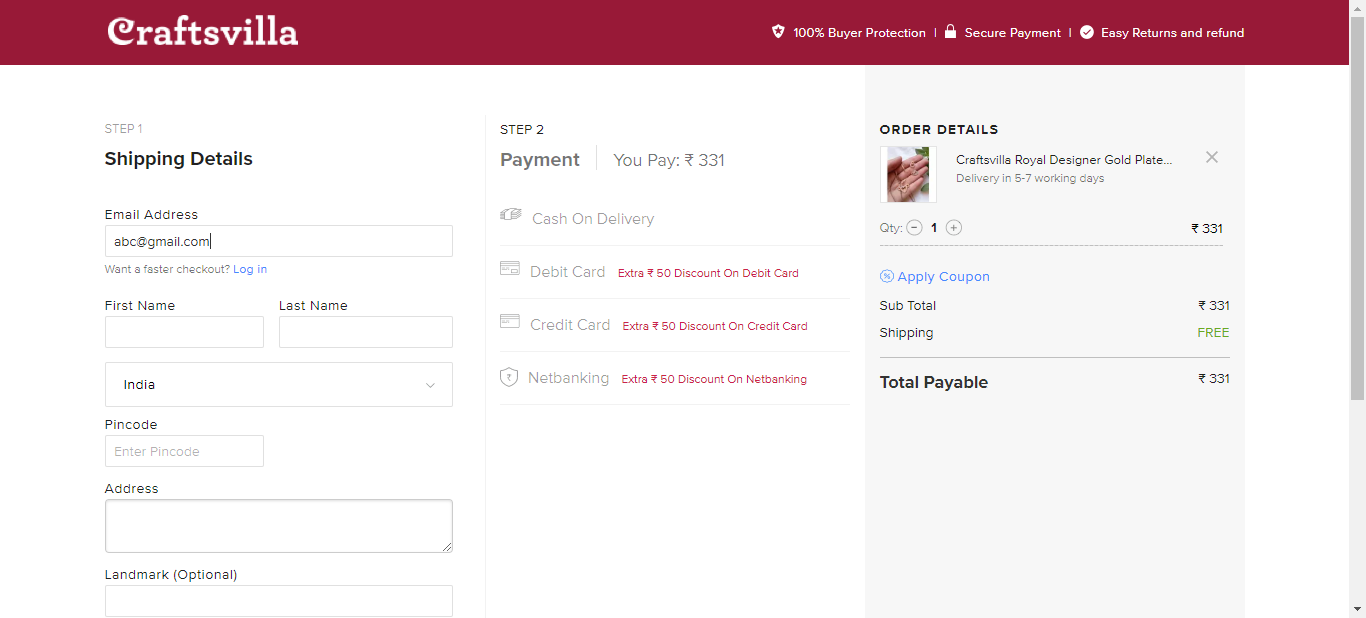 Craftsvilla
100% Buyer Protection | Secure Payment | Easy Returns and refund
STEP 1
Shipping Details
Email Address
abc@gmail.com
Want a faster checkout? Log in
First Name Last Name
India
Pincode
Enter Pincode
Address
Landmark (Optional)
STEP 2
Payment You Pay: ₹ 331
Cash On Delivery
Debit Card Extra ₹ 50 Discount On Debit Card
Credit Card Extra ₹ 50 Discount On Credit Card
Netbanking Extra ₹ 50 Discount On Netbanking
ORDER DETAILS
Craftsvilla Royal Designer Gold Plate...
Delivery in 5-7 working days
Qty: 1 ₹ 331
Apply Coupon
Sub Total ₹ 331
Shipping FREE
Total Payable ₹ 331